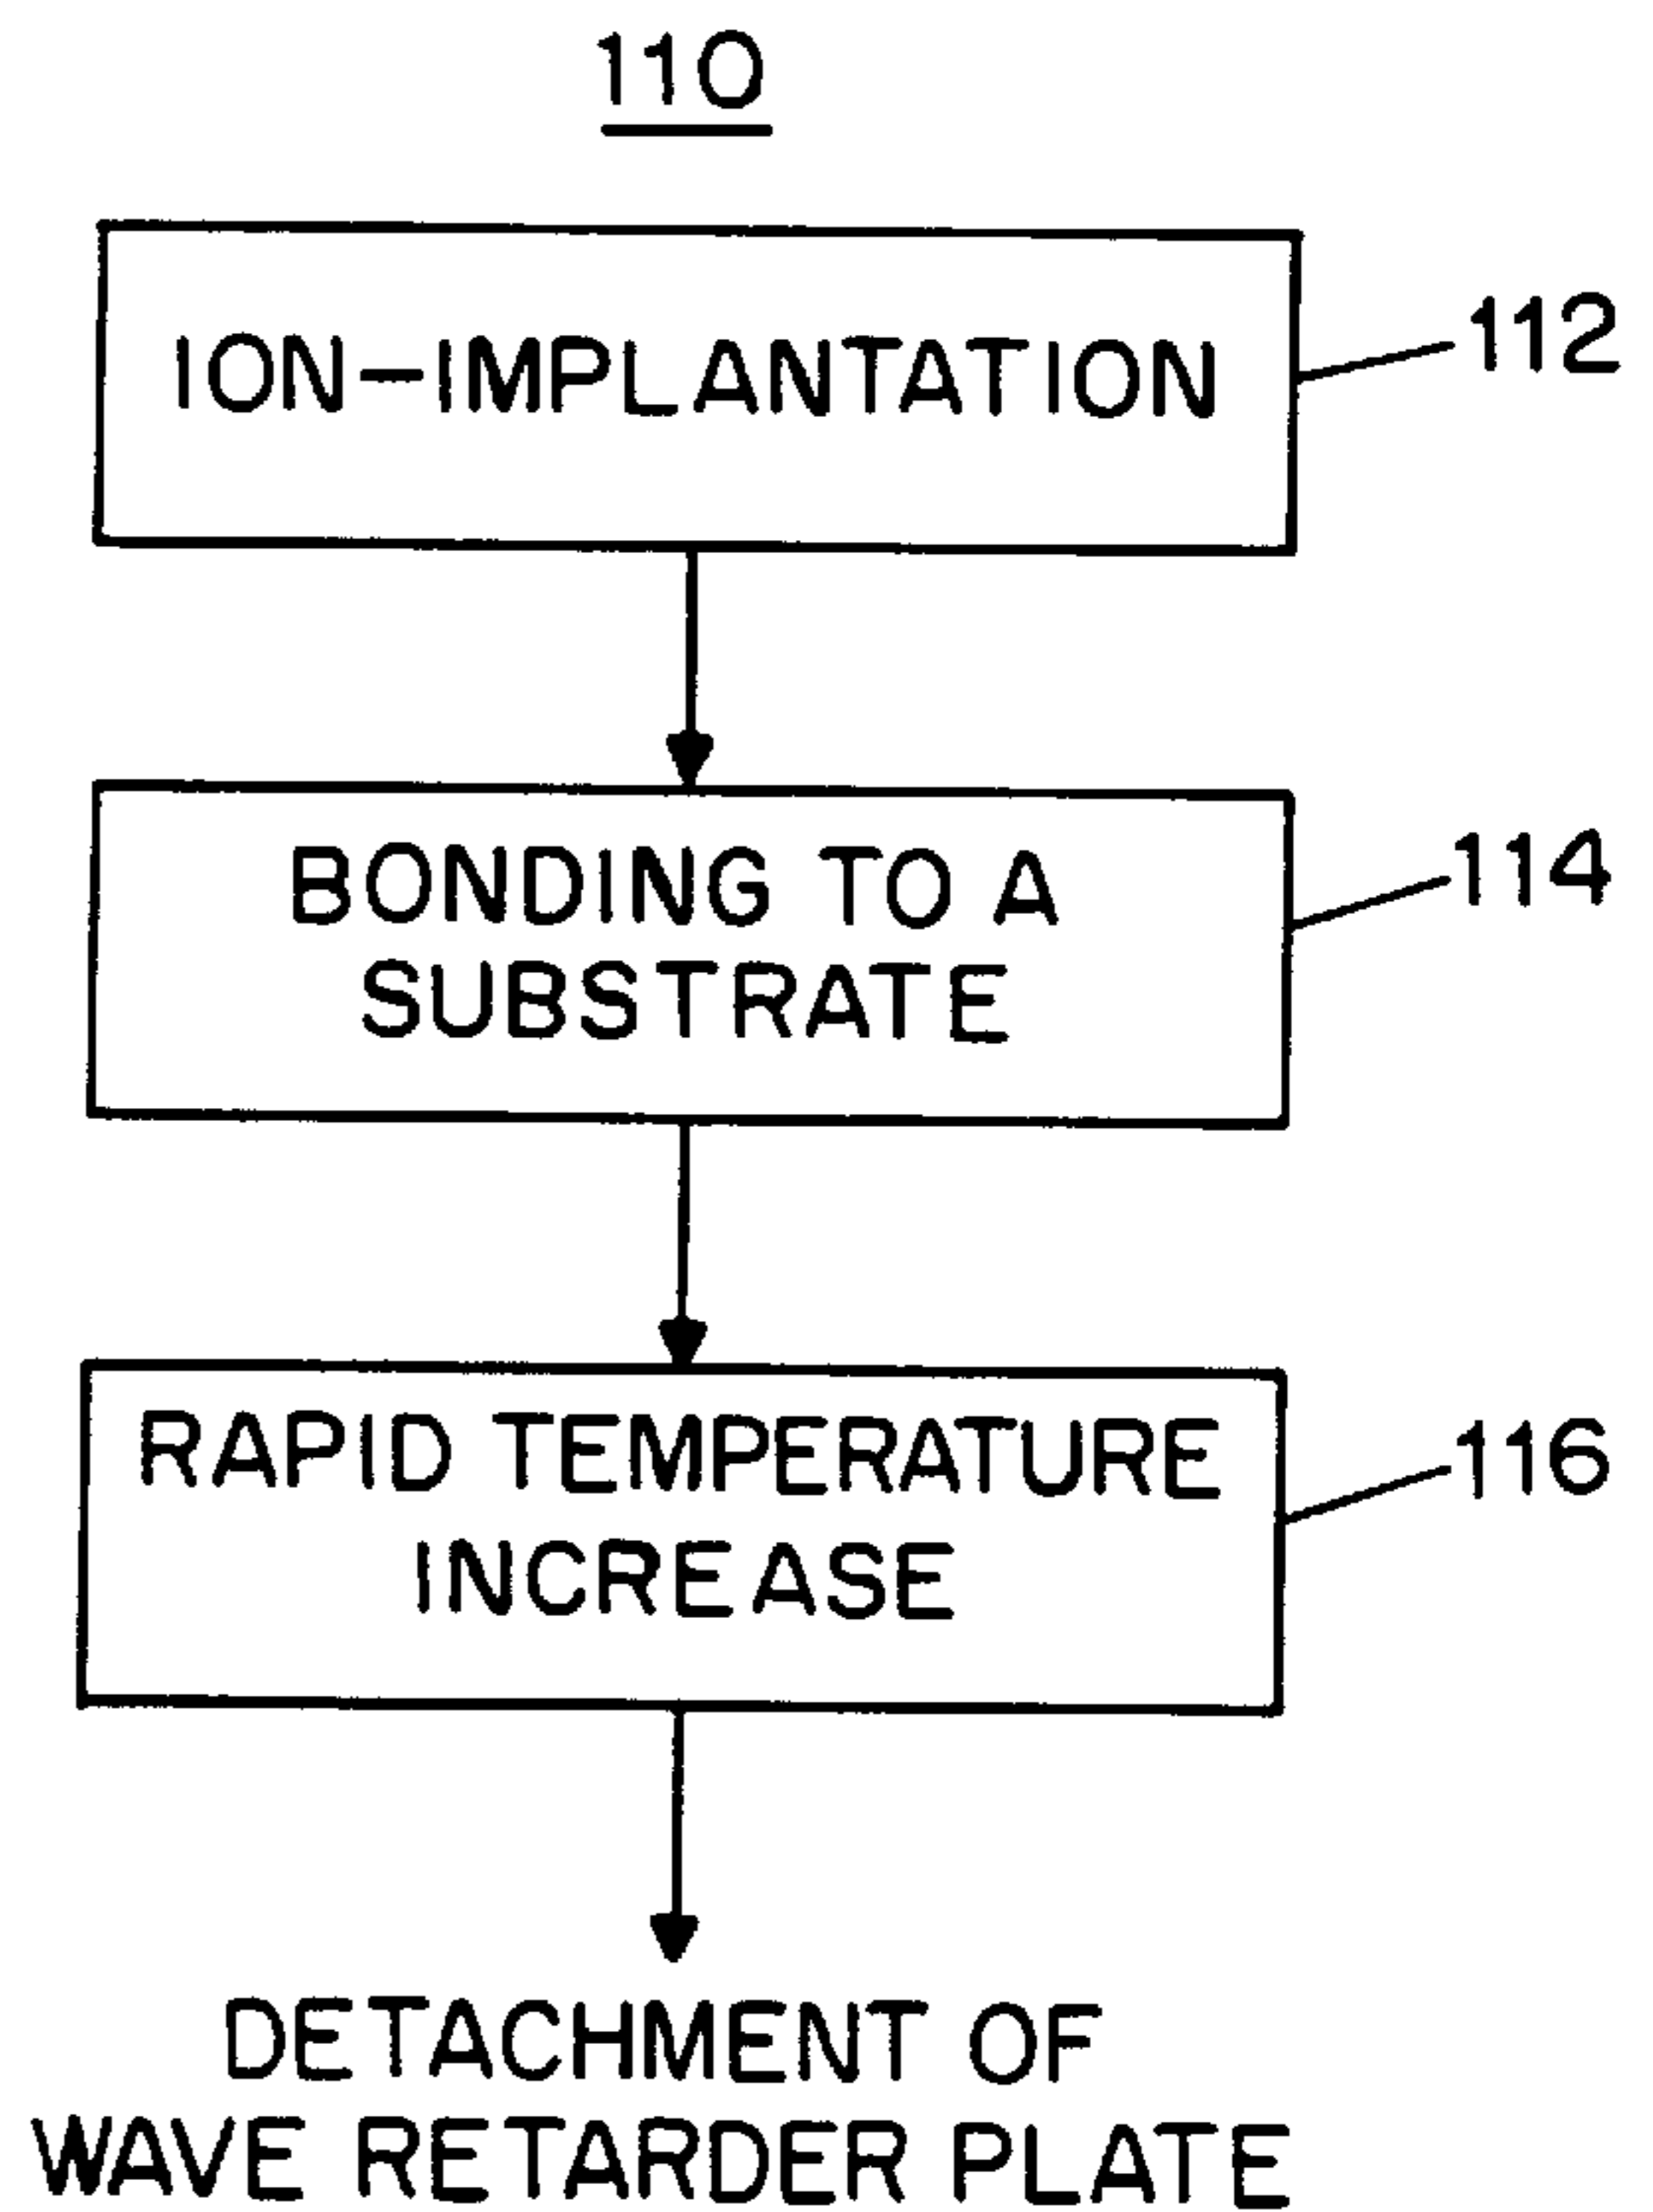 110
ION-IMPLANTATION
112
BONDING TO A
SUBSTRATE
114
RAPID TEMPERATURE
INCREASE
116
DETACHMENT OF
WAVE RETARDER PLATE